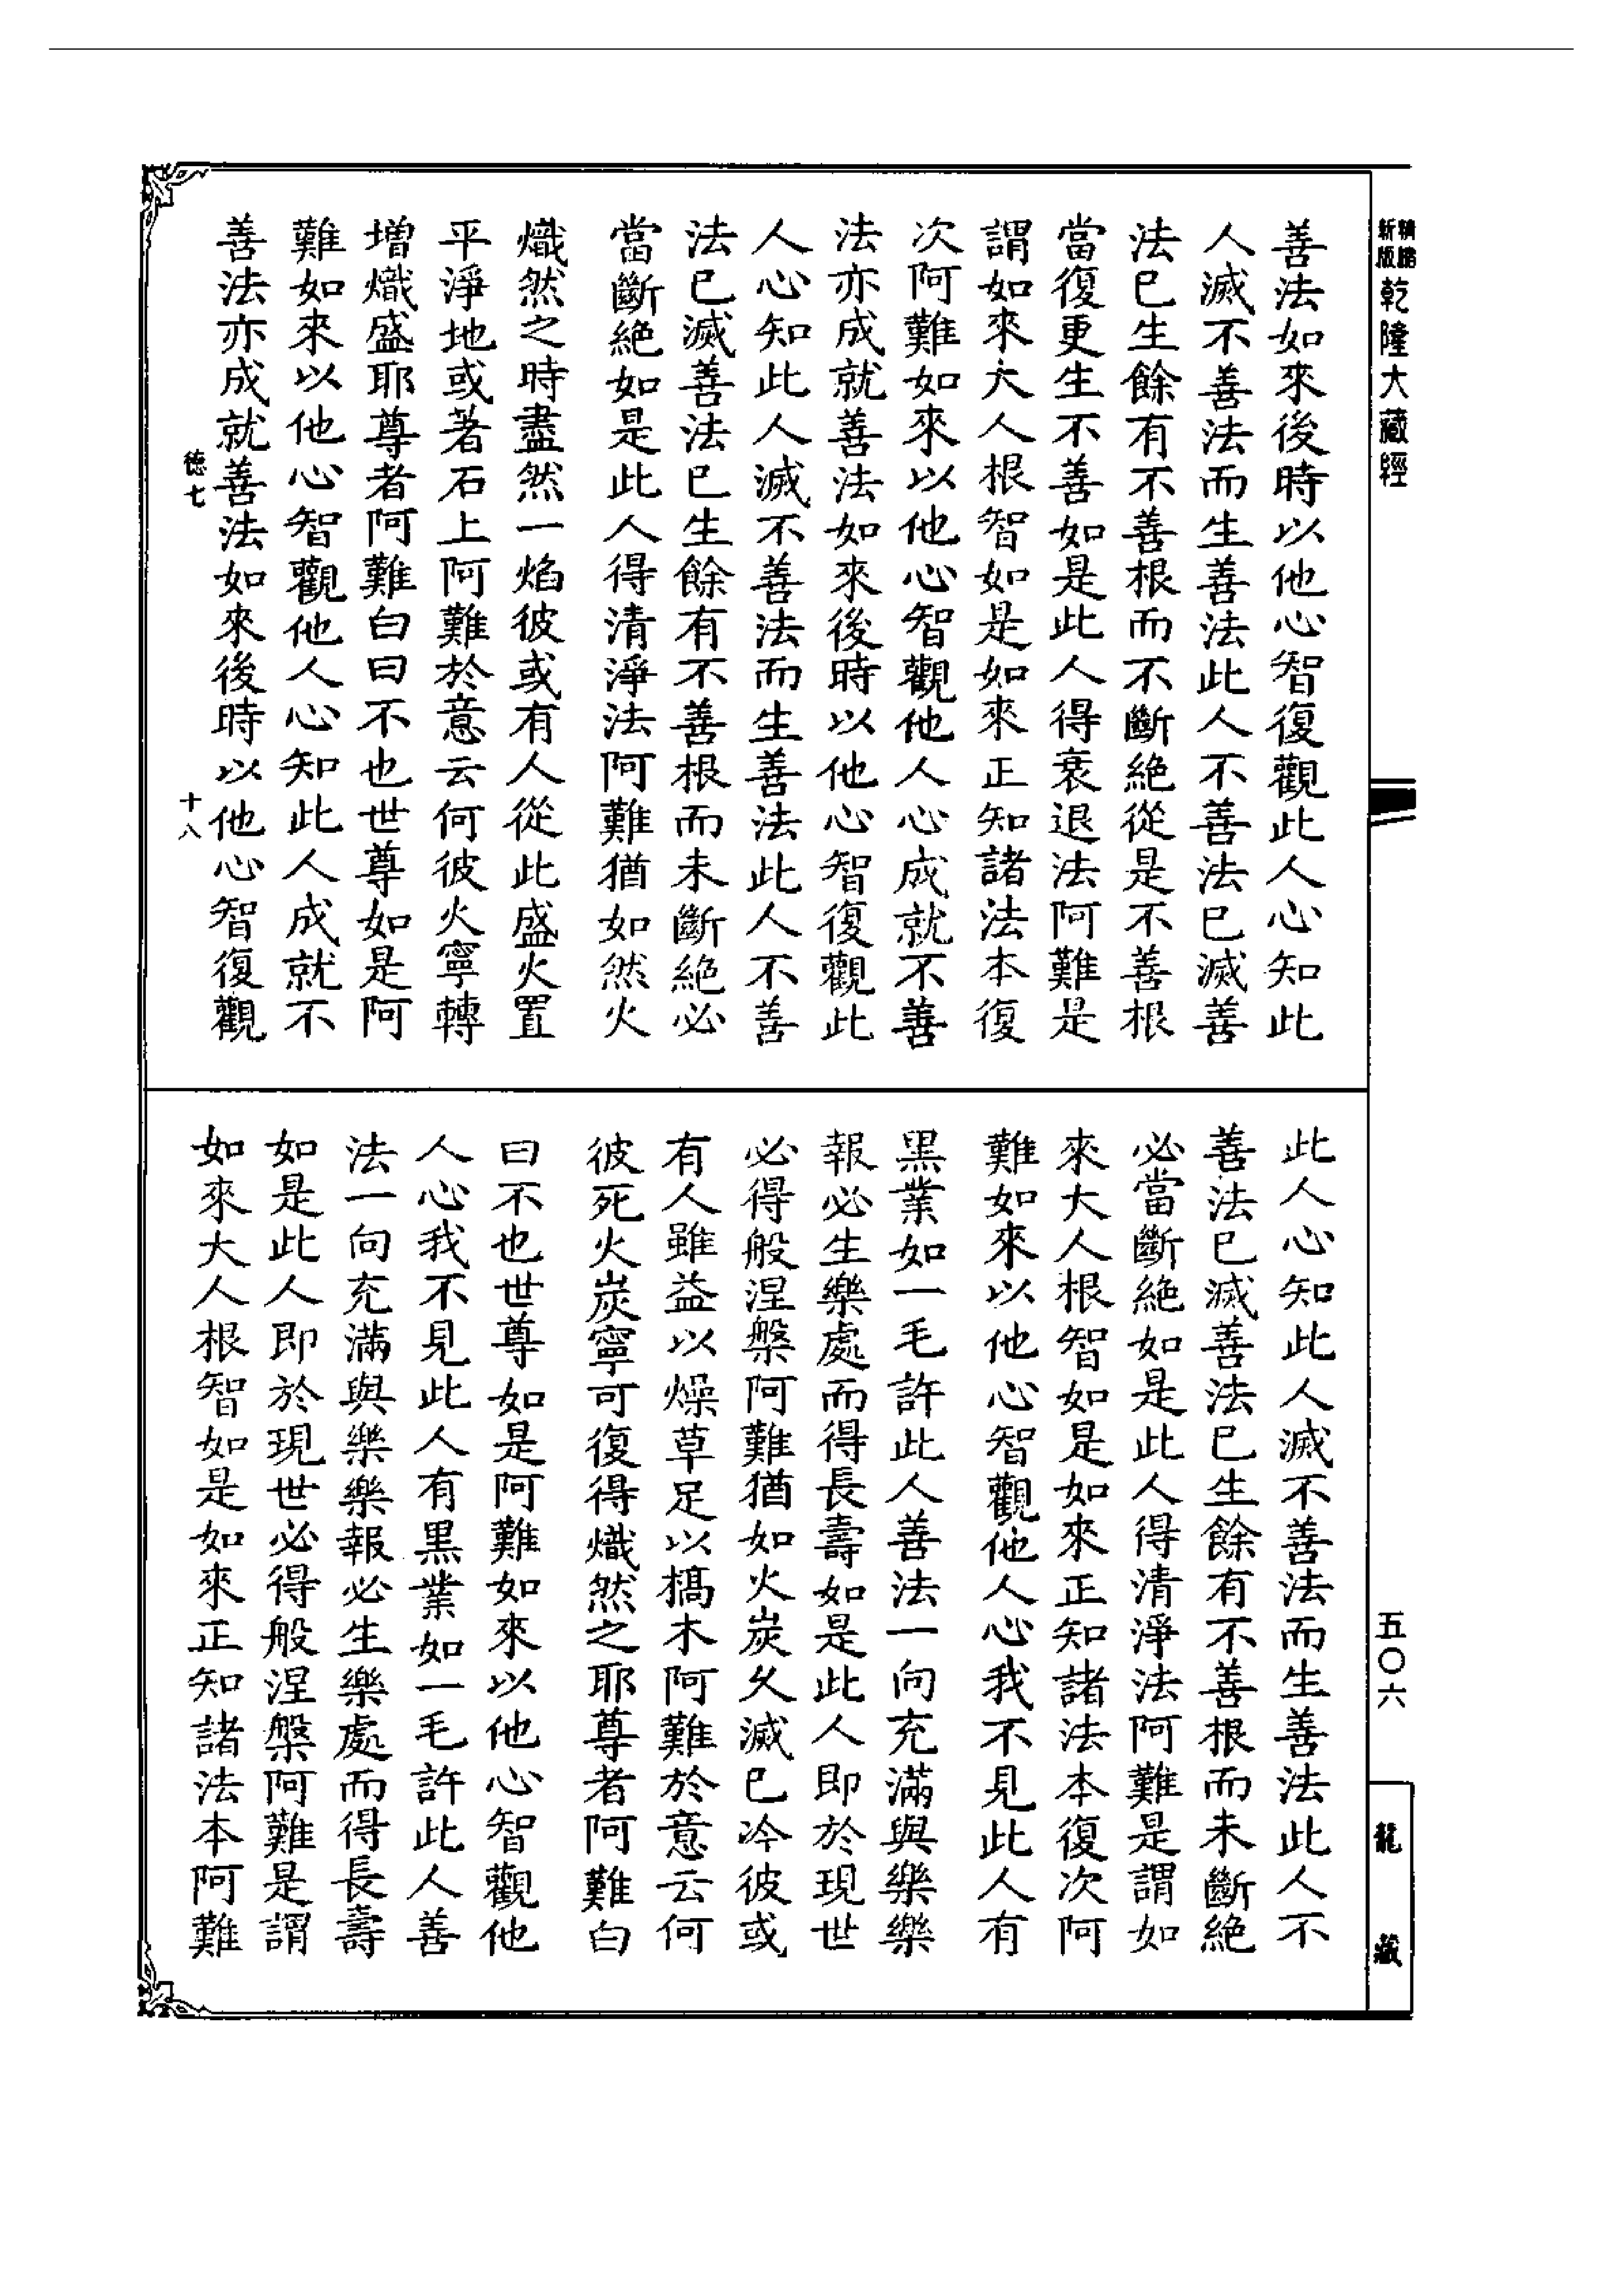 新版
精縮
乾隆大藏經
五〇六
龍藏
善法如來後時以他心智復觀此人心知此
人滅不善法而生善法此人不善法已滅善
法已生餘有不善根而不斷絕從是不善根
當復更生不善如是此人得衰退法阿難是
謂如來大人根智如是如來正知諸法本復
次阿難如來以他心智觀他人心成就不善
法亦成就善法如來後時以他心智復觀此
人心知此人滅不善法而生善法此人不善
法已滅善法已生餘有不善根而未斷絕必
當斷絕如是此人得清淨法阿難猶如然火
熾然之時盡然一焰彼或有人從此盛火置
平淨地或著石上阿難於意云何彼火寧轉
增熾盛耶尊者阿難白曰不也世尊如是阿
難如來以他心智觀他人心知此人成就不
善法亦成就善法如來後時以他心智復觀
德七
十八
此人心知此人滅不善法而生善法此人不
善法已滅善法已生餘有不善根而未斷絕
必當斷絕如是此人得清淨法阿難是謂如
來大人根智如是如來正知諸法本復次阿
難如來以他心智觀他人心我不見此人有
黑業如一毛許此人善法一向充滿與樂樂
報必生樂處而得長壽如是此人即於現世
必得般涅槃阿難猶如火炭久滅已冷彼或
有人雖益以燥草足以槁木阿難於意云何
彼死火炭寧可復得熾然之耶尊者阿難白
曰不也世尊如是阿難如來以他心智觀他
人心我不見此人有黑業如一毛許此人善
法一向充滿與樂樂報必生樂處而得長壽
如是此人即於現世必得般涅槃阿難是謂
如來大人根智如是如來正知諸法本阿難